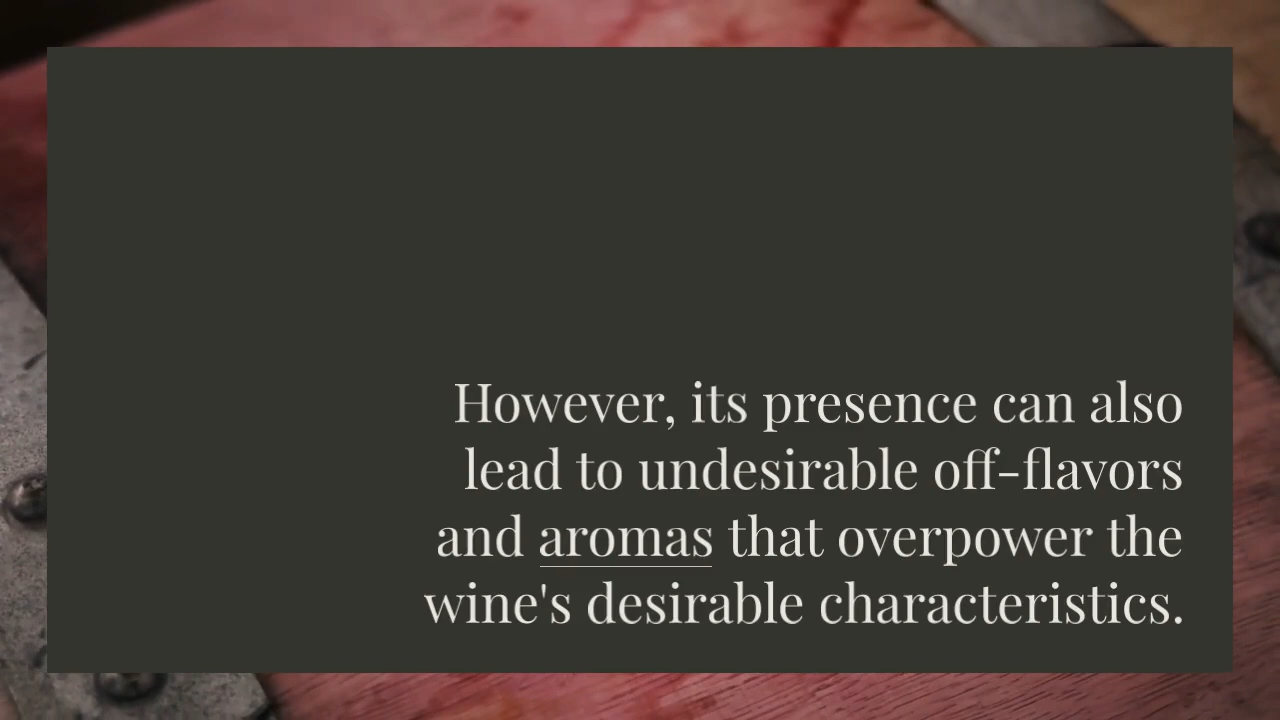 However, its presence can also
lead to undesirable off-flavors
and aromas that overpower the
wine's desirable characteristics.